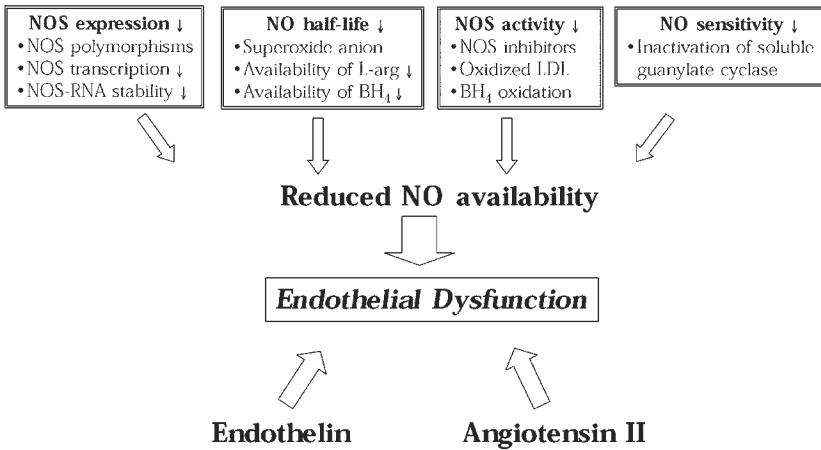 NOS expression ↓
• NOS polymorphisms
• NOS transcription ↓
• NOS-RNA stability ↓
NO half-life ↓
• Superoxide anion
• Availability of L-arg ↓
• Availability of BH₄ ↓
NOS activity ↓
• NOS inhibitors
• Oxidized LDL
• BH₄ oxidation
NO sensitivity ↓
• Inactivation of soluble
guanylate cyclase
Reduced NO availability
Endothelial Dysfunction
Endothelin
Angiotensin II